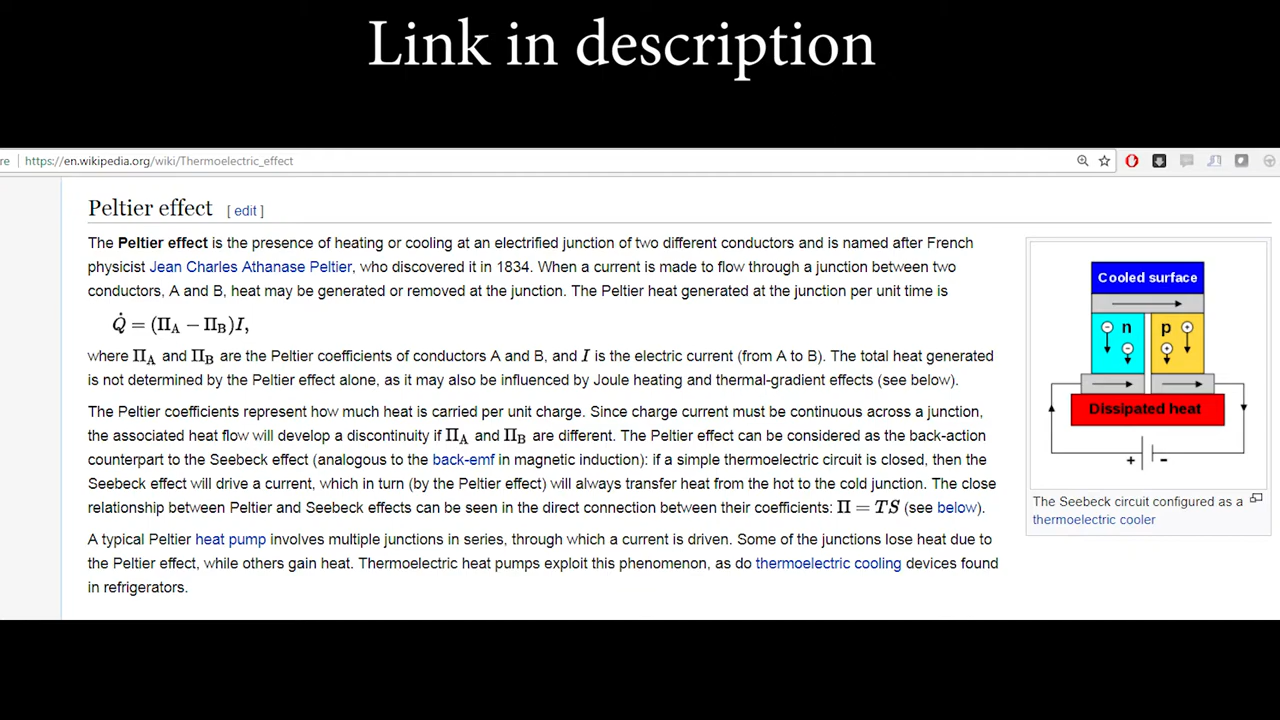 Link in description
re | https://en.wikipedia.org/wiki/Thermoelectric_effect
Peltier effect [ edit ]
The Peltier effect is the presence of heating or cooling at an electrified junction of two different conductors and is named after French
physicist Jean Charles Athanase Peltier, who discovered it in 1834. When a current is made to flow through a junction between two
conductors, A and B, heat may be generated or removed at the junction. The Peltier heat generated at the junction per unit time is
Q̇ = (Π_A − Π_B)I,
where Π_A and Π_B are the Peltier coefficients of conductors A and B, and I is the electric current (from A to B). The total heat generated
is not determined by the Peltier effect alone, as it may also be influenced by Joule heating and thermal-gradient effects (see below).
The Peltier coefficients represent how much heat is carried per unit charge. Since charge current must be continuous across a junction,
the associated heat flow will develop a discontinuity if Π_A and Π_B are different. The Peltier effect can be considered as the back-action
counterpart to the Seebeck effect (analogous to the back-emf in magnetic induction): if a simple thermoelectric circuit is closed, then the
Seebeck effect will drive a current, which in turn (by the Peltier effect) will always transfer heat from the hot to the cold junction. The close
relationship between Peltier and Seebeck effects can be seen in the direct connection between their coefficients: Π = TS (see below).
A typical Peltier heat pump involves multiple junctions in series, through which a current is driven. Some of the junctions lose heat due to
the Peltier effect, while others gain heat. Thermoelectric heat pumps exploit this phenomenon, as do thermoelectric cooling devices found
in refrigerators.
Cooled surface
n p
Dissipated heat
+ -
The Seebeck circuit configured as a
thermoelectric cooler